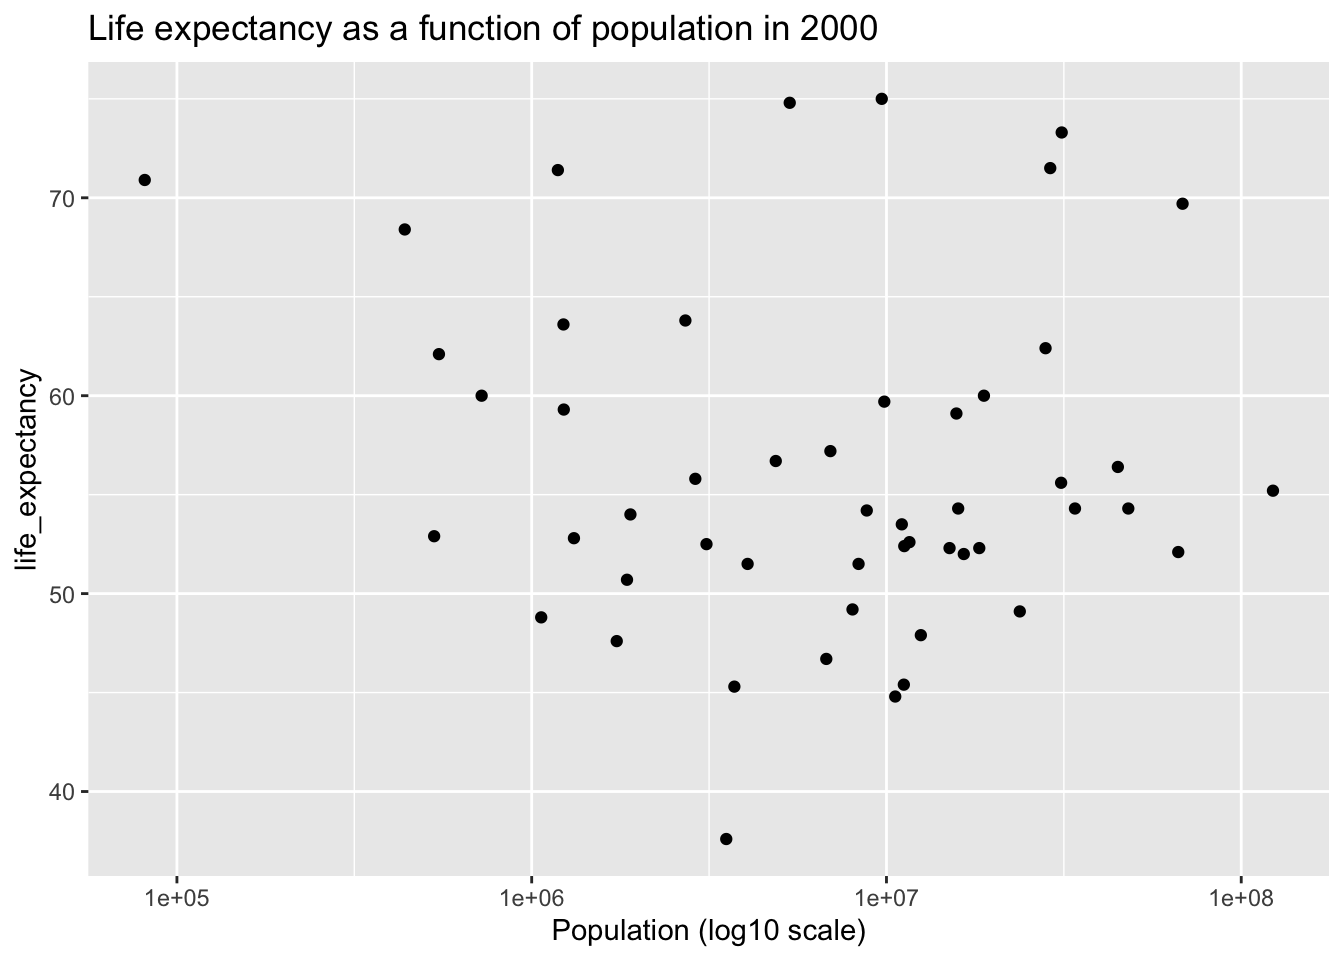 Life expectancy as a function of population in 2000
life_expectancy
70
60
50
40
1e+05 1e+06 1e+07 1e+08
Population (log10 scale)